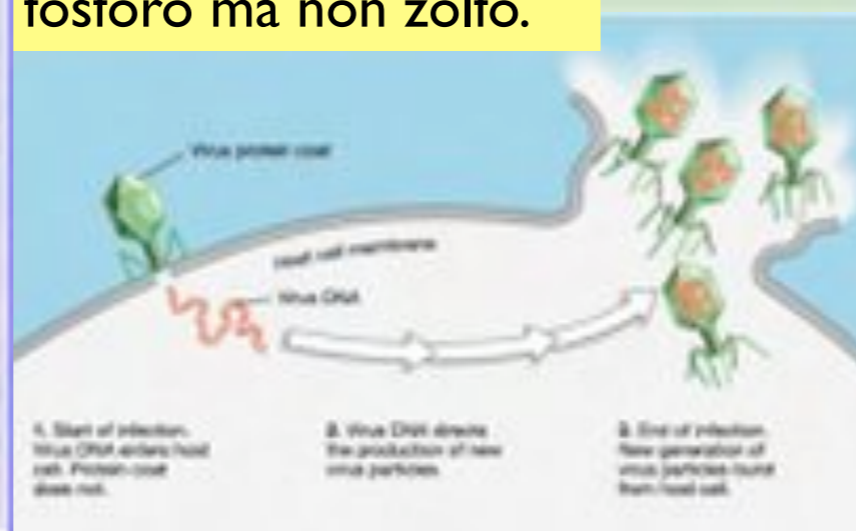 fosforo ma non zolfo.
Virus protein coat
Host cell membrane
Virus DNA
1. Start of infection.
Virus DNA enters host
cell. Protein coat
does not.
2. Virus DNA directs
the production of new
virus particles.
3. End of infection.
New generation of
virus particles burst
from host cell.